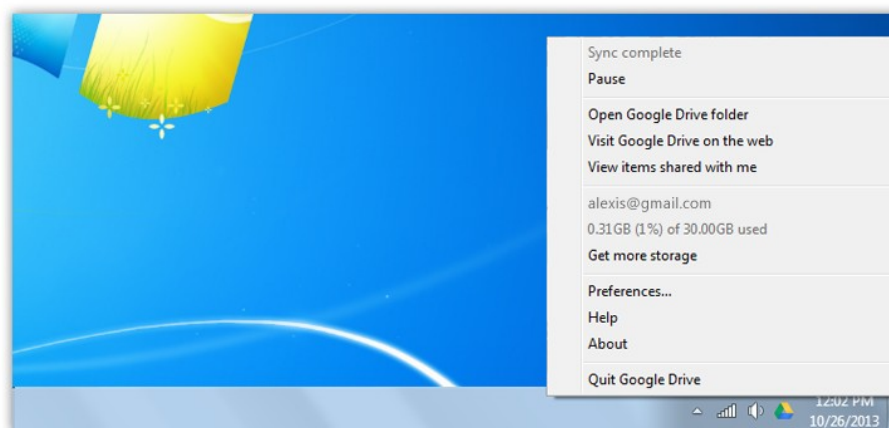 Sync complete
Pause
Open Google Drive folder
Visit Google Drive on the web
View items shared with me
alexis@gmail.com
0.31GB (1%) of 30.00GB used
Get more storage
Preferences...
Help
About
Quit Google Drive
12:02 PM
10/26/2013